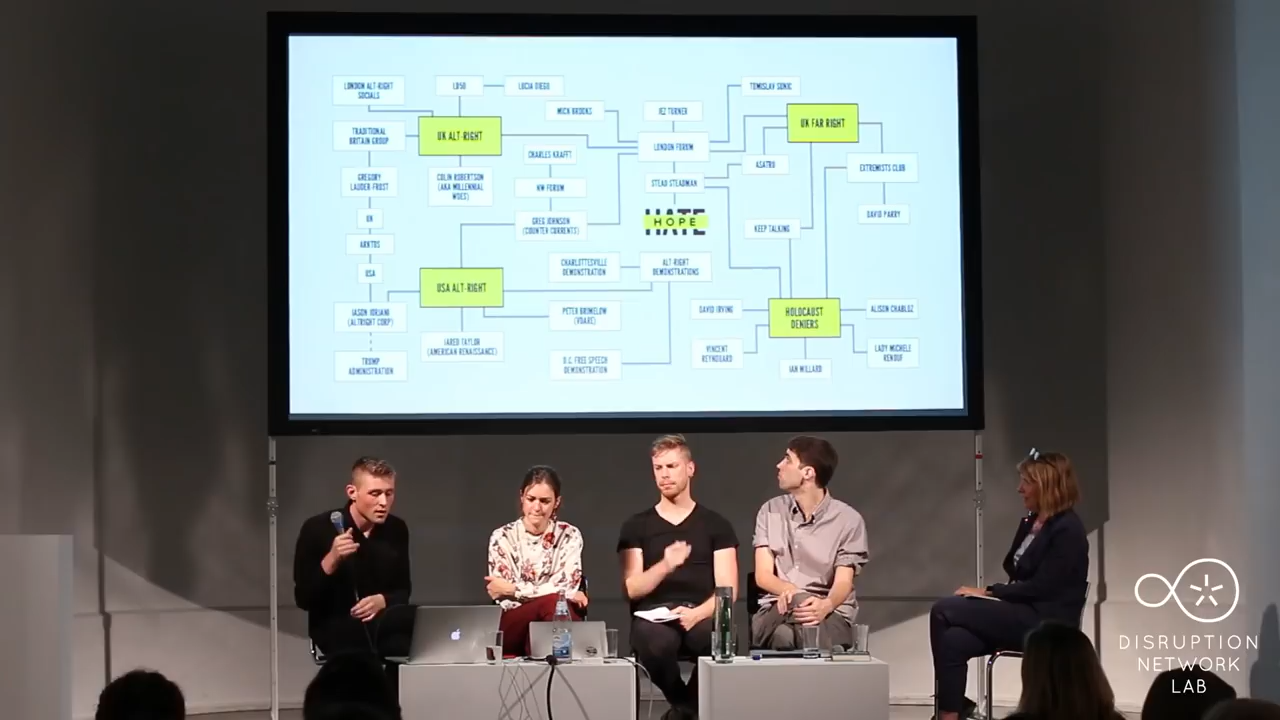 LONDON ALT-RIGHT
SOCIALS
LD50
LUCIA DIEGO
TOMISLAV SUNIC
MICK BROOKS
JEZ TURNER
UK FAR RIGHT
TRADITIONAL
BRITAIN GROUP
UK ALT-RIGHT
LONDON FORUM
CHARLES KRAFFT
ASATRU
EXTREMISTS CLUB
GREGORY
LAUDER-FROST
COLIN ROBERTSON
(AKA MILLENNIAL
WOES)
NW FORUM
STEAD STEADMAN
UK
GREG JOHNSON
(COUNTER CURRENTS)
HOPE
HATE
KEEP TALKING
DAVID PARRY
ARKTOS
USA
USA ALT-RIGHT
CHARLOTTESVILLE
DEMONSTRATION
ALT-RIGHT
DEMONSTRATIONS
JASON JORJANI
(ALTRIGHT CORP)
PETER BRIMELOW
(VDARE)
DAVID IRVING
HOLOCAUST
DENIERS
ALISON CHABLOZ
JARED TAYLOR
(AMERICAN RENAISSANCE)
VINCENT
REYNOUARD
LADY MICHELE
RENOUF
TRUMP
ADMINISTRATION
D.C. FREE SPEECH
DEMONSTRATION
IAN MILLARD
DISRUPTION
NETWORK
LAB